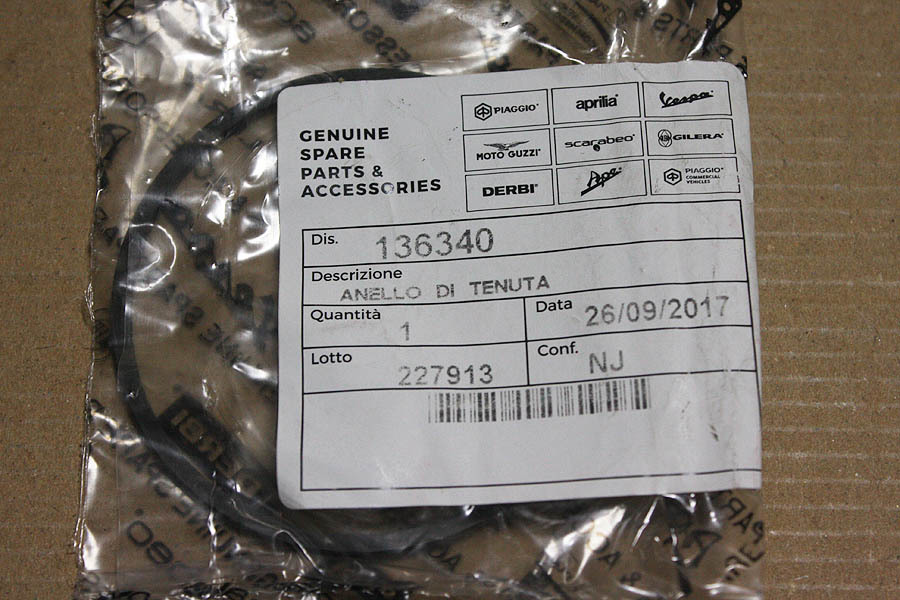 GENUINE
SPARE
PARTS &
ACCESSORIES
PIAGGIO
aprilia
Vespa
MOTO GUZZI
scarabeo
GILERA
DERBI
Ape
PIAGGIO
COMMERCIAL
VEHICLES
Dis. 136340
Descrizione
ANELLO DI TENUTA
Quantità 1
Data 26/09/2017
Lotto 227913
Conf. NJ
DERBI